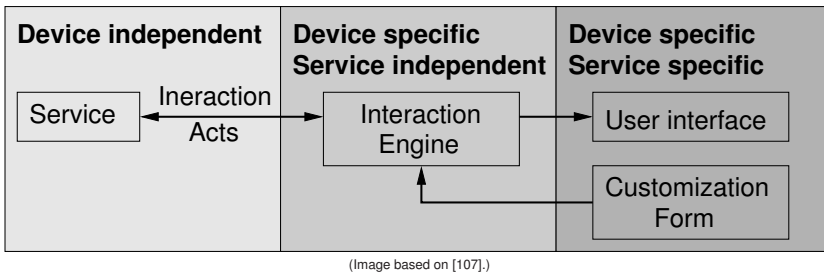 Device independent
Service
Ineraction
Acts
Device specific
Service independent
Interaction
Engine
Device specific
Service specific
User interface
Customization
Form
(Image based on [107].)